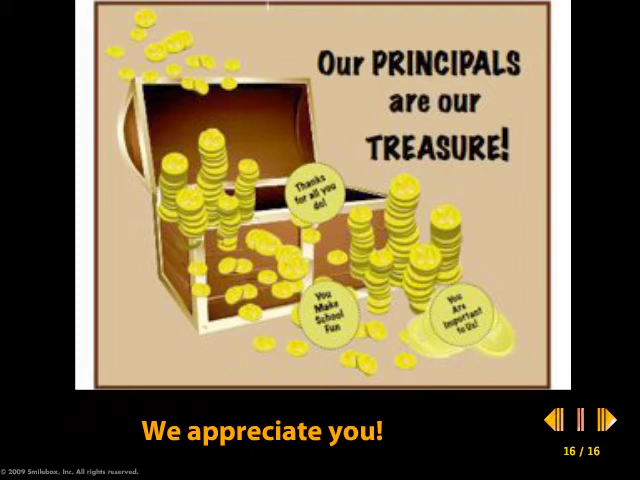 Our PRINCIPALS
are our
TREASURE!
Thanks
for all you
do!
You
Make
School
Fun
You
Are
Important
to Us!
We appreciate you!
16 / 16
© 2009 Smilebox, Inc. All rights reserved.